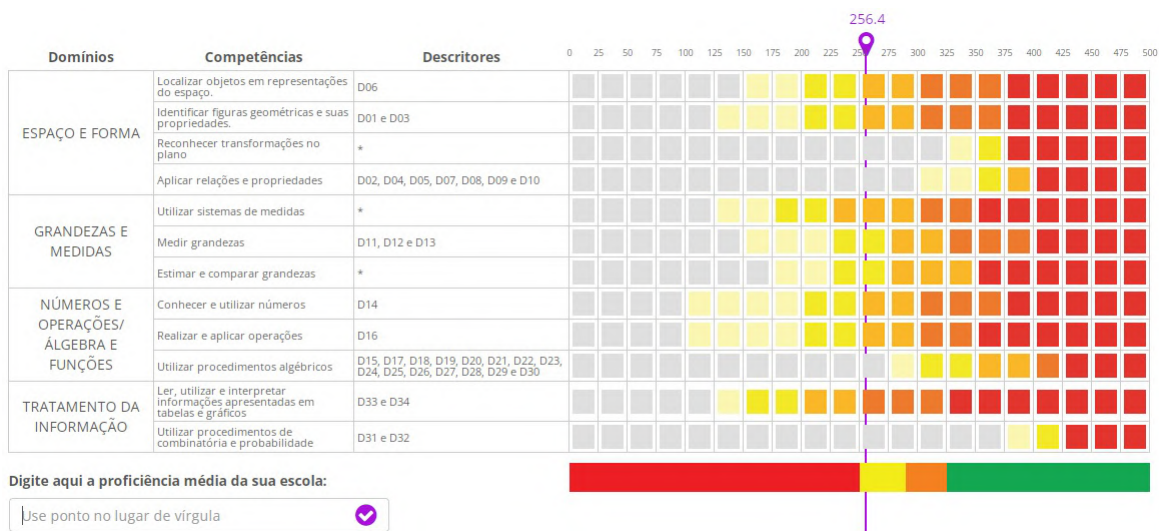 256.4
Domínios Competências Descritores 0 25 50 75 100 125 150 175 200 225 275 300 325 350 375 400 425 450 475 500
ESPAÇO E FORMA
Localizar objetos em representações
do espaço.
D06
Identificar figuras geométricas e suas
propriedades.
D01 e D03
Reconhecer transformações no
plano
*
Aplicar relações e propriedades
D02, D04, D05, D07, D08, D09 e D10
GRANDEZAS E
MEDIDAS
Utilizar sistemas de medidas
*
Medir grandezas
D11, D12 e D13
Estimar e comparar grandezas
*
NÚMEROS E
OPERAÇÕES/
ÁLGEBRA E
FUNÇÕES
Conhecer e utilizar números
D14
Realizar e aplicar operações
D16
Utilizar procedimentos algébricos
D15, D17, D18, D19, D20, D21, D22, D23,
D24, D25, D26, D27, D28, D29 e D30
TRATAMENTO DA
INFORMAÇÃO
Ler, utilizar e interpretar
informações apresentadas em
tabelas e gráficos
D33 e D34
Utilizar procedimentos de
combinatória e probabilidade
D31 e D32
Digite aqui a proficiência média da sua escola:
Use ponto no lugar de vírgula